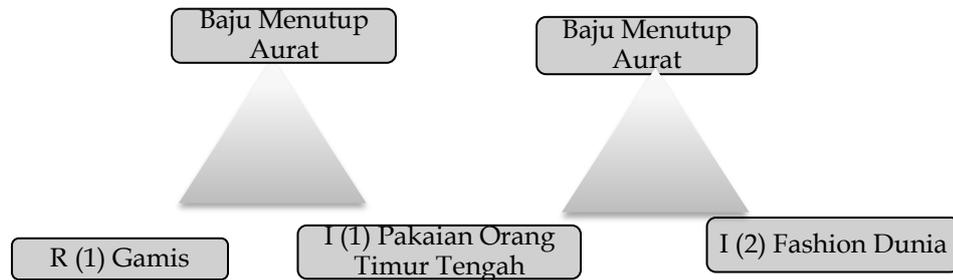 Baju Menutup
Aurat
Baju Menutup
Aurat
R (1) Gamis
I (1) Pakaian Orang
Timur Tengah
I (2) Fashion Dunia